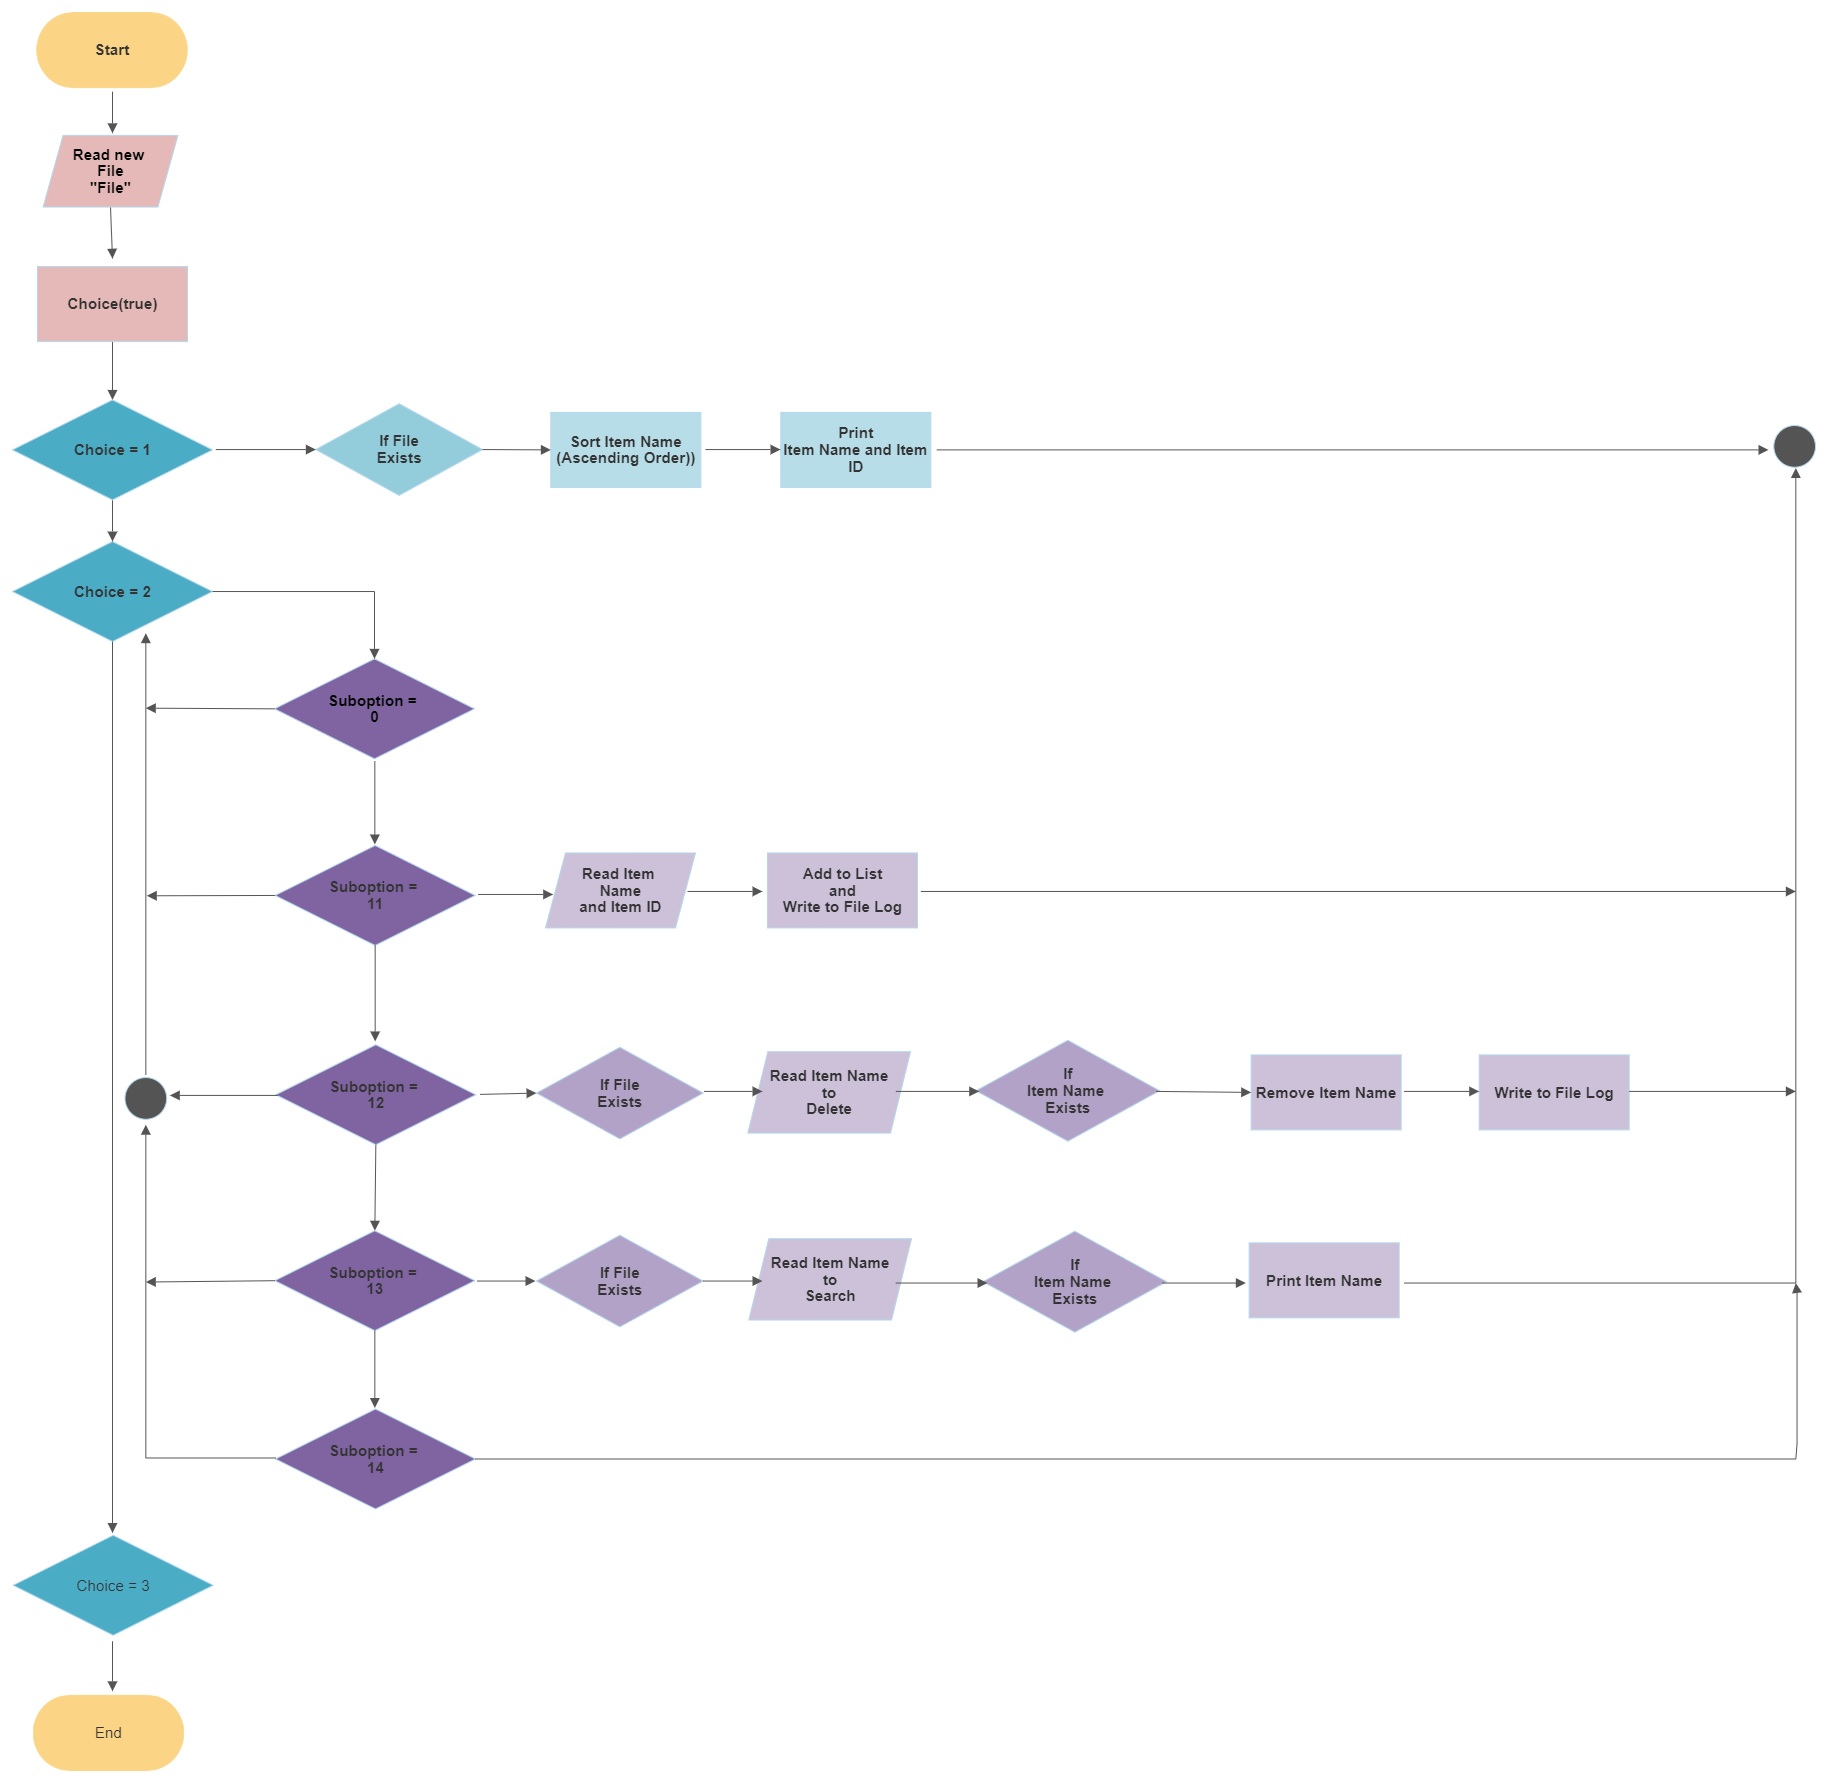 Start
Read new
File
"File"
Choice(true)
Choice = 1
If File
Exists
Sort Item Name
(Ascending Order))
Print
Item Name and Item
ID
Choice = 2
Suboption =
0
Suboption =
11
Read Item
Name
and Item ID
Add to List
and
Write to File Log
Suboption =
12
If File
Exists
Read Item Name
to
Delete
If
Item Name
Exists
Remove Item Name
Write to File Log
Suboption =
13
If File
Exists
Read Item Name
to
Search
If
Item Name
Exists
Print Item Name
Suboption =
14
Choice = 3
End